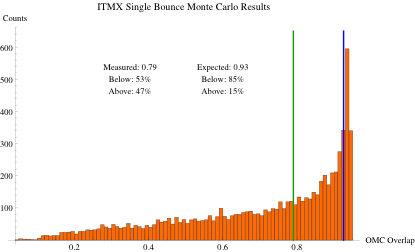 ITMX Single Bounce Monte Carlo Results
Counts
600
500
400
300
200
100
Measured: 0.79 Expected: 0.93
Below: 53% Below: 85%
Above: 47% Above: 15%
0.2 0.4 0.6 0.8
OMC Overlap